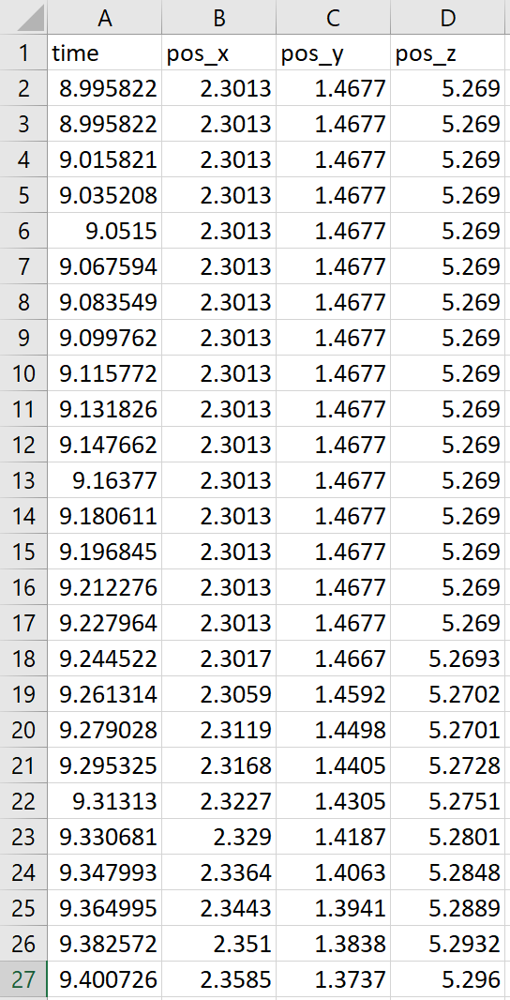 A B C D
1 time pos_x pos_y pos_z
2 8.995822 2.3013 1.4677 5.269
3 8.995822 2.3013 1.4677 5.269
4 9.015821 2.3013 1.4677 5.269
5 9.035208 2.3013 1.4677 5.269
6 9.0515 2.3013 1.4677 5.269
7 9.067594 2.3013 1.4677 5.269
8 9.083549 2.3013 1.4677 5.269
9 9.099762 2.3013 1.4677 5.269
10 9.115772 2.3013 1.4677 5.269
11 9.131826 2.3013 1.4677 5.269
12 9.147662 2.3013 1.4677 5.269
13 9.16377 2.3013 1.4677 5.269
14 9.180611 2.3013 1.4677 5.269
15 9.196845 2.3013 1.4677 5.269
16 9.212276 2.3013 1.4677 5.269
17 9.227964 2.3013 1.4677 5.269
18 9.244522 2.3017 1.4667 5.2693
19 9.261314 2.3059 1.4592 5.2702
20 9.279028 2.3119 1.4498 5.2701
21 9.295325 2.3168 1.4405 5.2728
22 9.31313 2.3227 1.4305 5.2751
23 9.330681 2.329 1.4187 5.2801
24 9.347993 2.3364 1.4063 5.2848
25 9.364995 2.3443 1.3941 5.2889
26 9.382572 2.351 1.3838 5.2932
27 9.400726 2.3585 1.3737 5.296